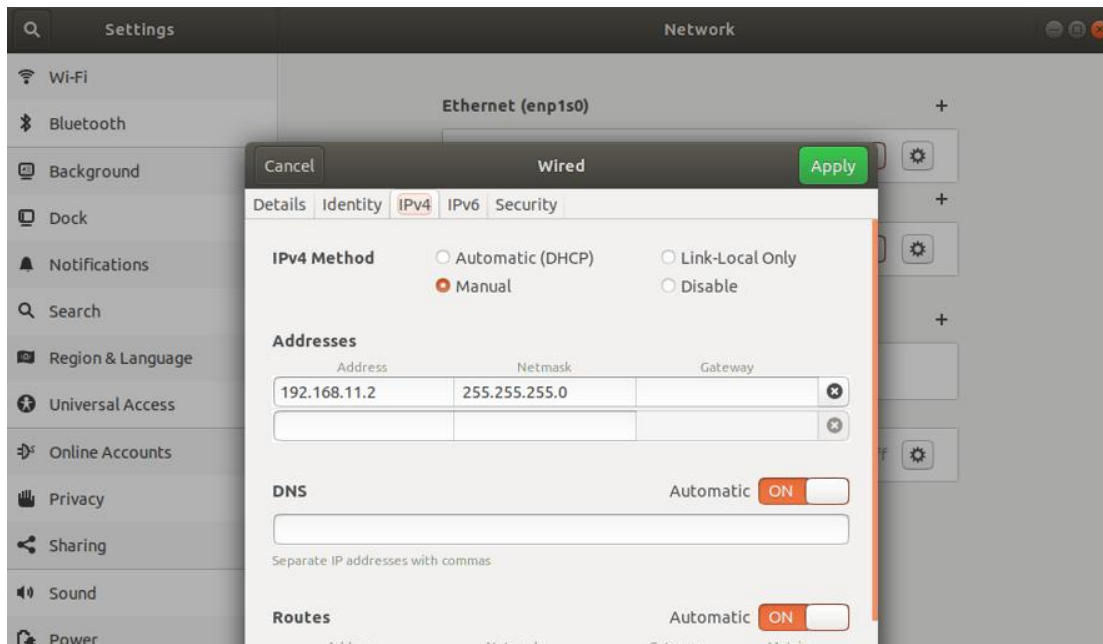 Settings
Network
Wi-Fi
Bluetooth
Background
Dock
Notifications
Search
Region & Language
Universal Access
Online Accounts
Privacy
Sharing
Sound
Power
Ethernet (enp1s0)
Cancel
Wired
Apply
Details Identity IPv4 IPv6 Security
IPv4 Method
Automatic (DHCP)
Link-Local Only
Manual
Disable
Addresses
Address Netmask Gateway
192.168.11.2 255.255.255.0
DNS
Automatic ON
Separate IP addresses with commas
Routes
Automatic ON